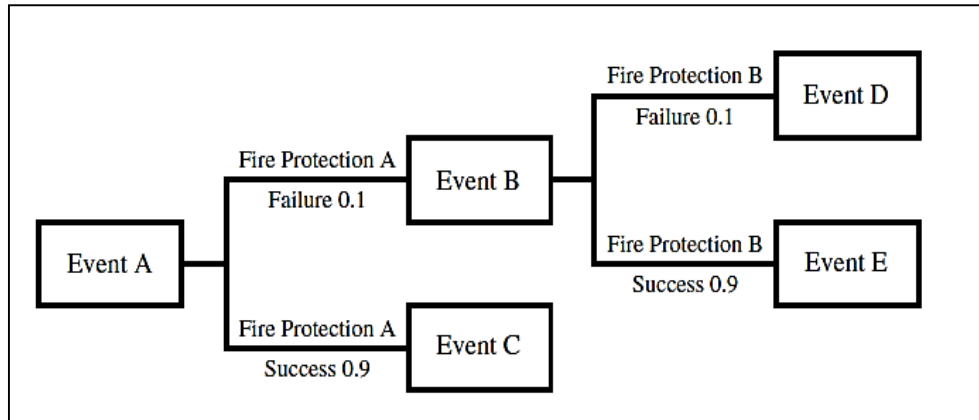 Fire Protection B
Failure 0.1
Event D
Fire Protection A
Failure 0.1
Event B
Event A
Fire Protection B
Success 0.9
Event E
Fire Protection A
Success 0.9
Event C